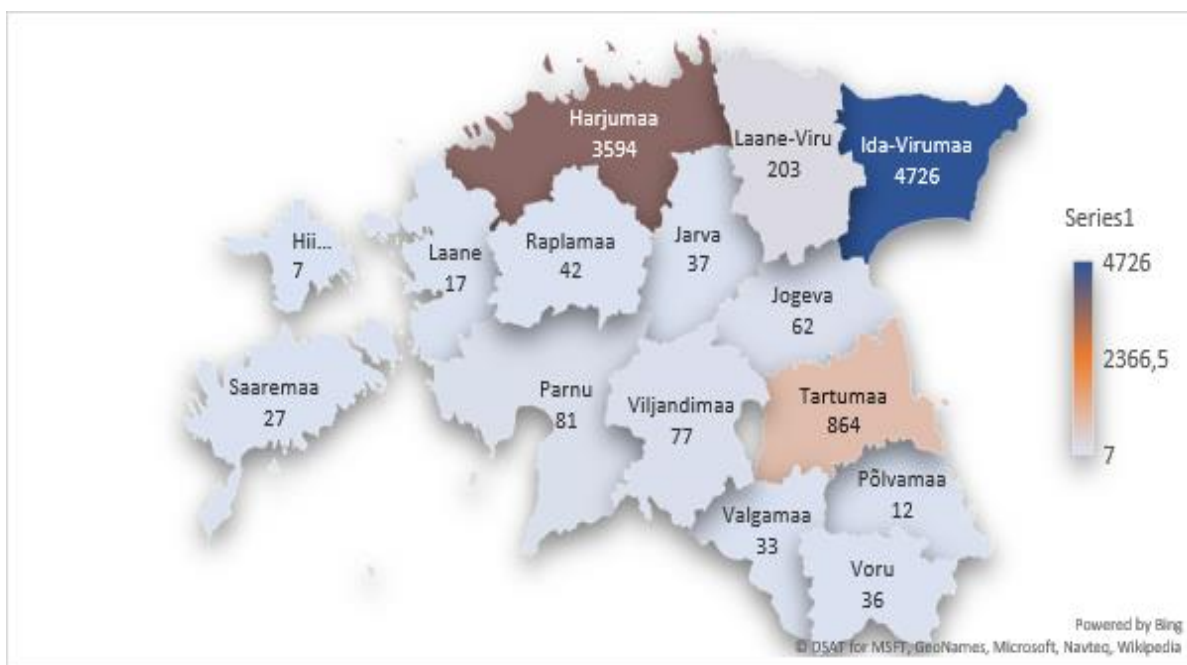 Harjumaa
3594
Laane-Viru
203
Ida-Virumaa
4726
Hii...
7
Laane
17
Raplamaa
42
Jarva
37
Jogeva
62
Saaremaa
27
Parnu
81
Viljandimaa
77
Tartumaa
864
Põlvamaa
12
Valgamaa
33
Voru
36
Series1
4726
2366,5
7
Powered by Bing
© DSAT for MSFT, GeoNames, Microsoft, Navteq, Wikipedia